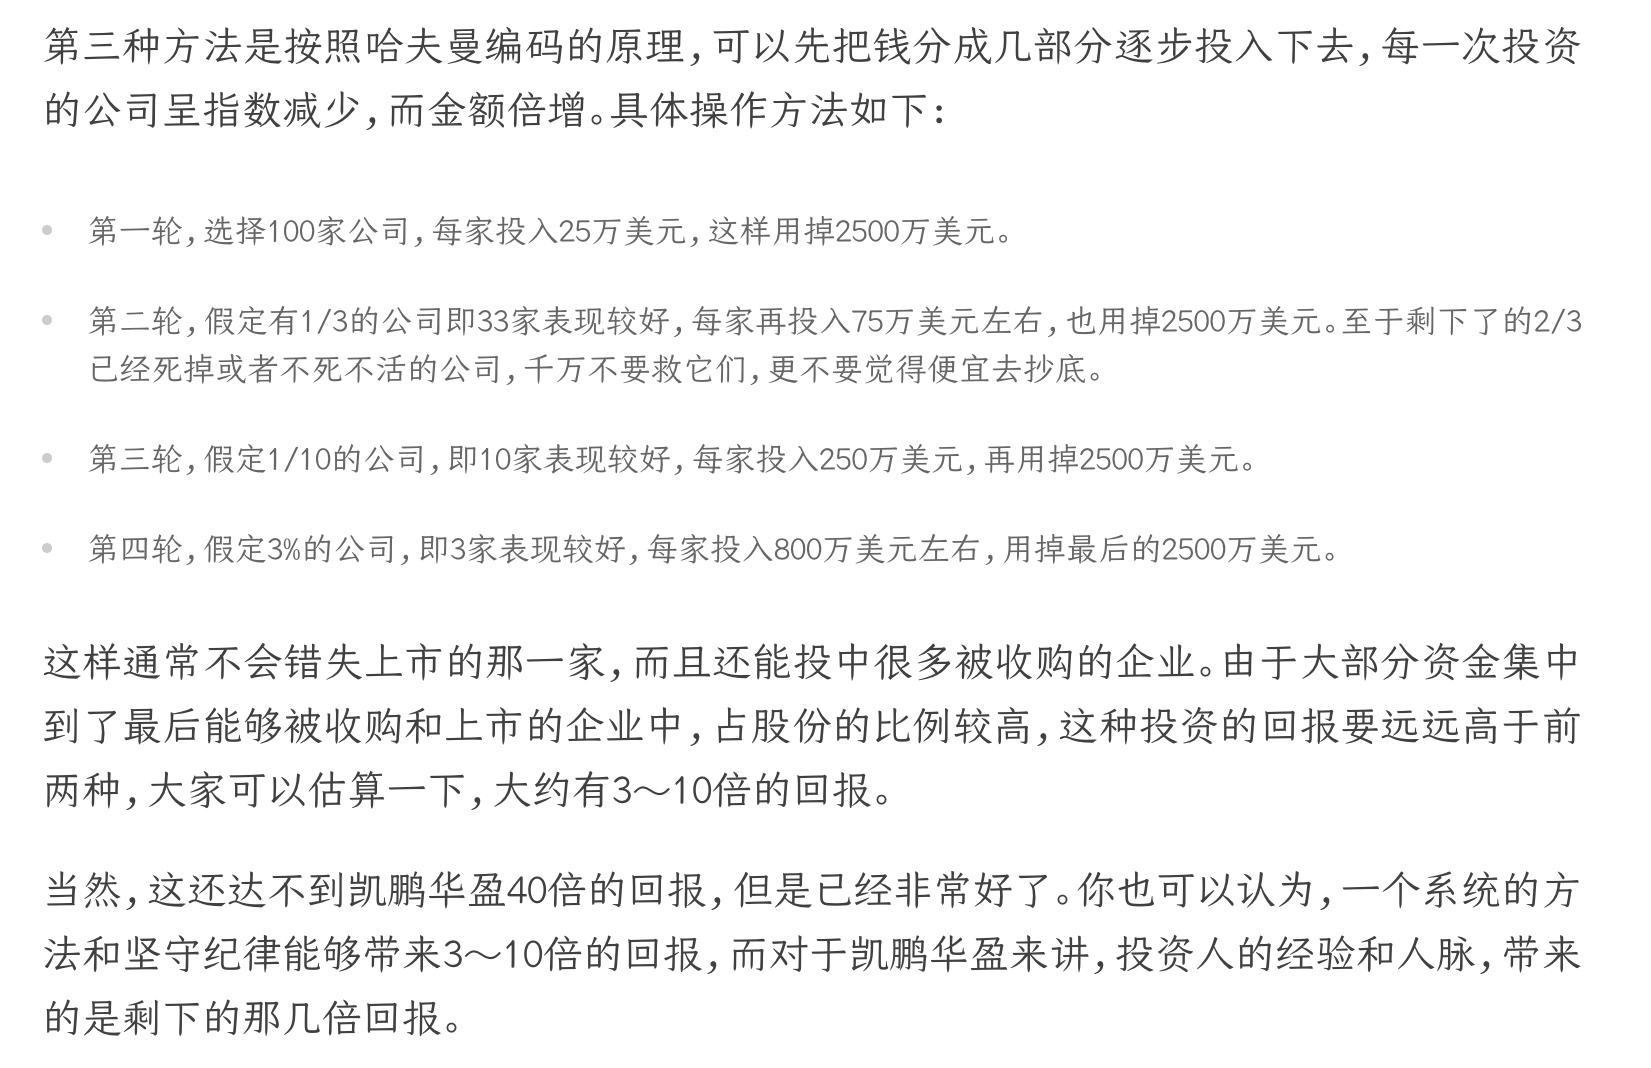 第三种方法是按照哈夫曼编码的原理,可以先把钱分成几部分逐步投入下去,每一次投资
的公司呈指数减少,而金额倍增。具体操作方法如下:
• 第一轮,选择100家公司,每家投入25万美元,这样用掉2500万美元。
• 第二轮,假定有1/3的公司即33家表现较好,每家再投入75万美元左右,也用掉2500万美元。至于剩下了的2/3
已经死掉或者不死不活的公司,千万不要救它们,更不要觉得便宜去抄底。
• 第三轮,假定1/10的公司,即10家表现较好,每家投入250万美元,再用掉2500万美元。
• 第四轮,假定3%的公司,即3家表现较好,每家投入800万美元左右,用掉最后的2500万美元。
这样通常不会错失上市的那一家,而且还能投中很多被收购的企业。由于大部分资金集中
到了最后能够被收购和上市的企业中,占股份的比例较高,这种投资的回报要远远高于前
两种,大家可以估算一下,大约有3～10倍的回报。
当然,这还达不到凯鹏华盈40倍的回报,但是已经非常好了。你也可以认为,一个系统的方
法和坚守纪律能够带来3～10倍的回报,而对于凯鹏华盈来讲,投资人的经验和人脉,带来
的是剩下的那几倍回报。